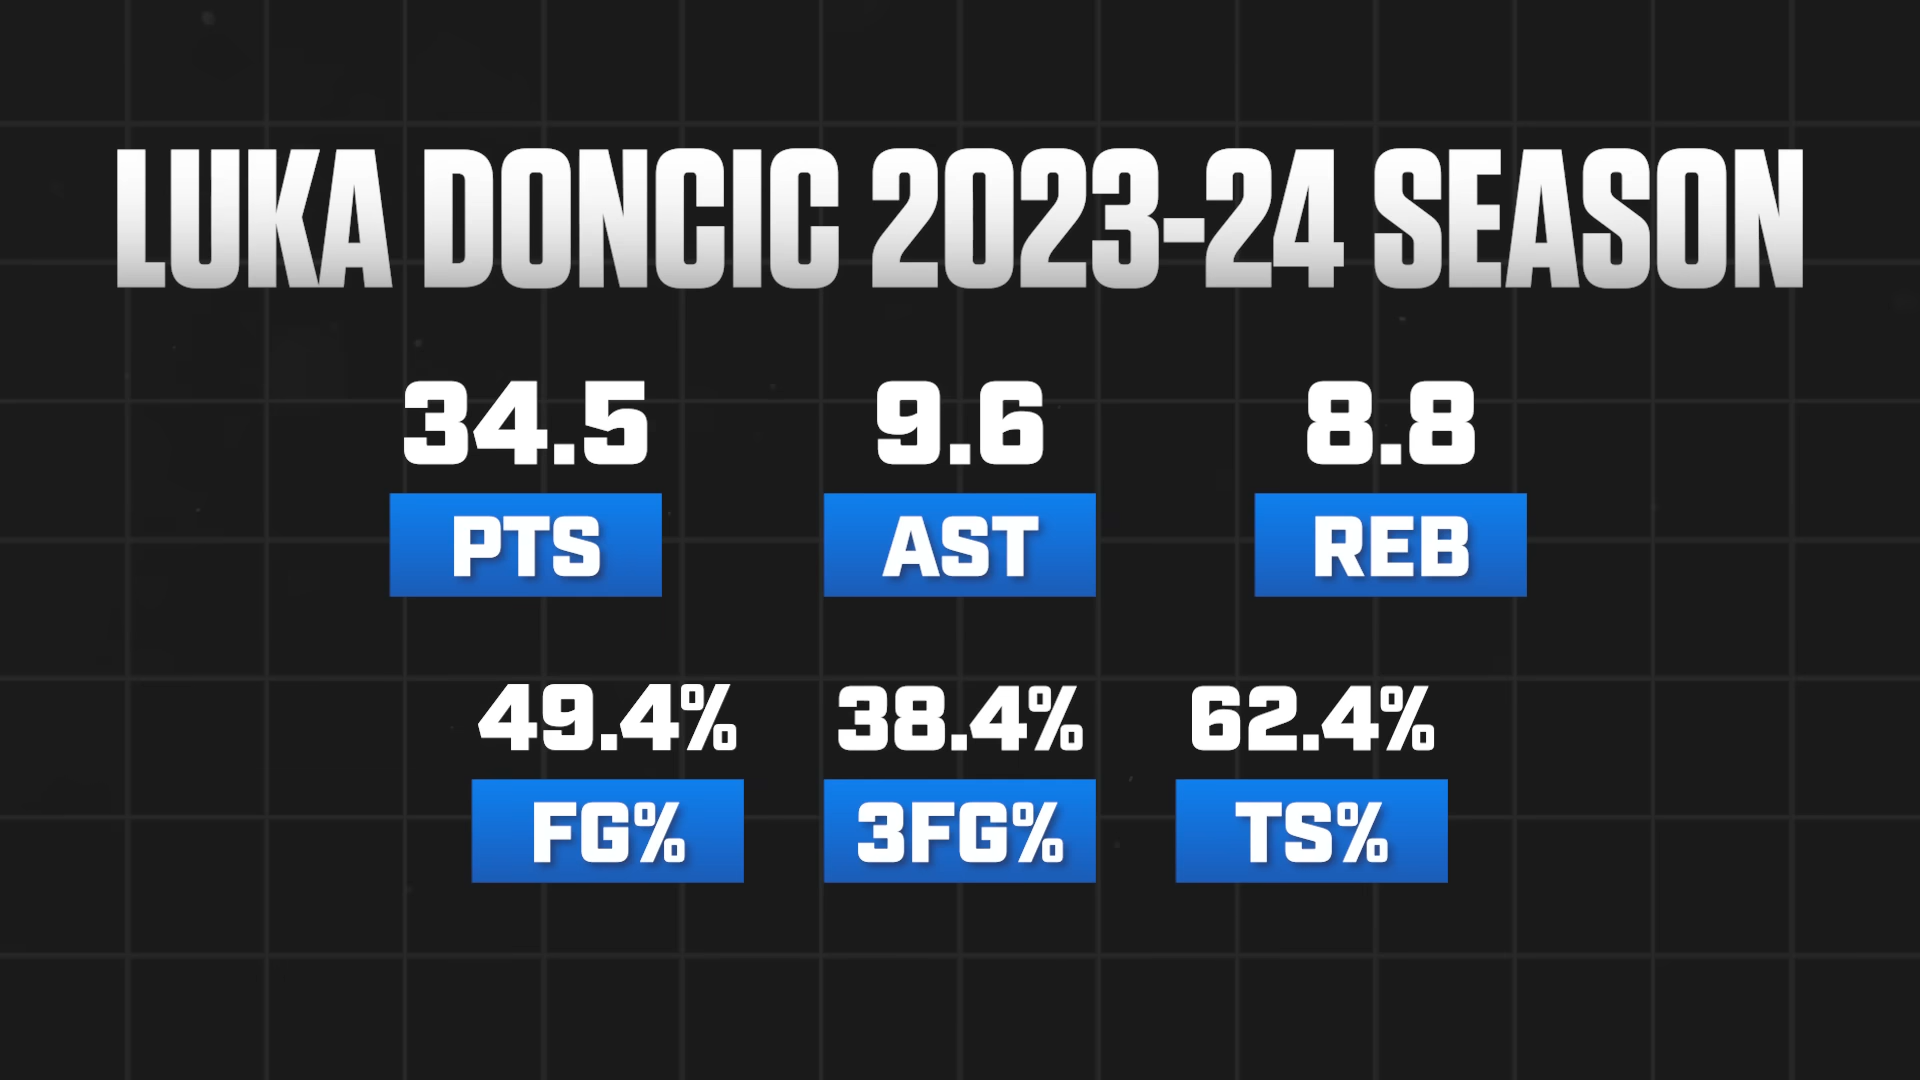 LUKA DONCIC 2023-24 SEASON
34.5 9.6 8.8
PTS AST REB
49.4% 38.4% 62.4%
FG% 3FG% TS%